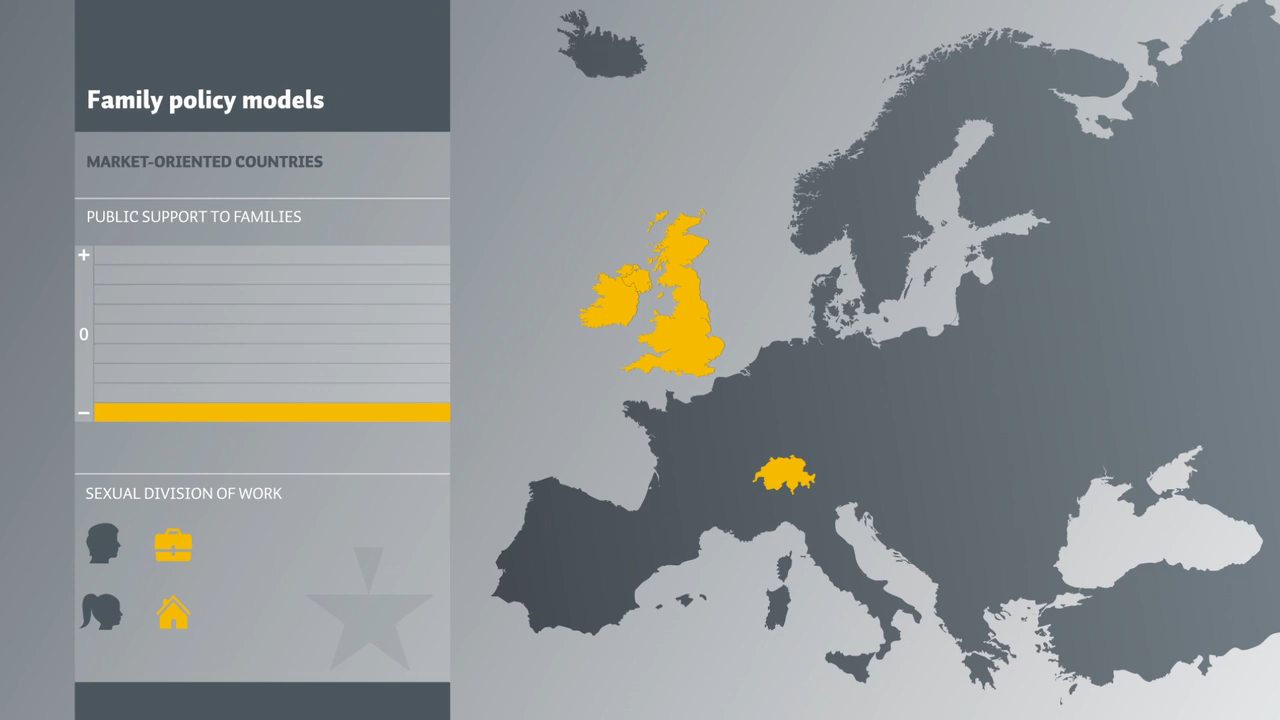 Family policy models
MARKET-ORIENTED COUNTRIES
PUBLIC SUPPORT TO FAMILIES
+
0
−
SEXUAL DIVISION OF WORK